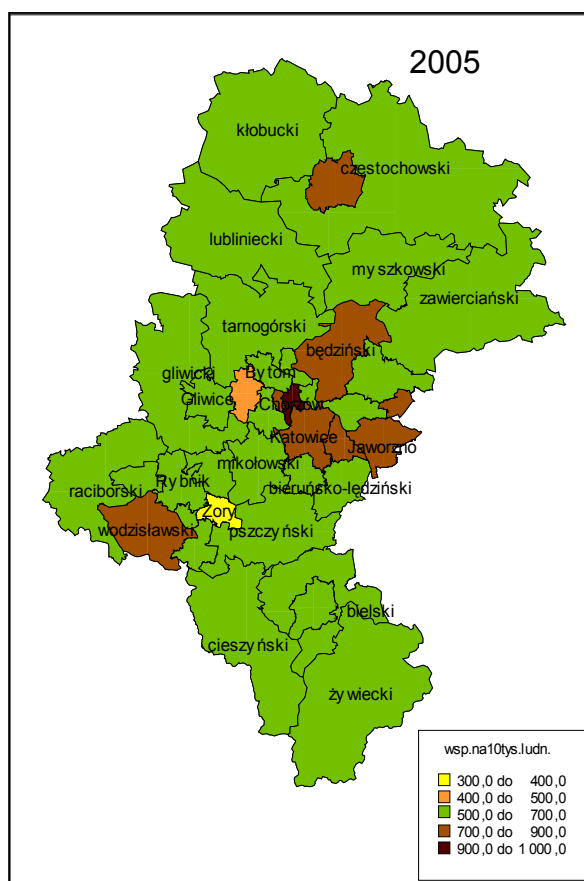 2005
kłobucki
częstochowski
lubliniecki
myszkowski
zawierciański
tarnogórski
będziński
gliwicki
Bytom
Gliwice
Chorzów
Katowice
Jaworzno
mikołowski
Rybnik
bieruńsko-lędziński
raciborski
Żory
wodzisławski
pszczyński
bielski
cieszyński
żywiecki
wsp.na10tys.ludn.
300,0 do 400,0
400,0 do 500,0
500,0 do 700,0
700,0 do 900,0
900,0 do 1 000,0